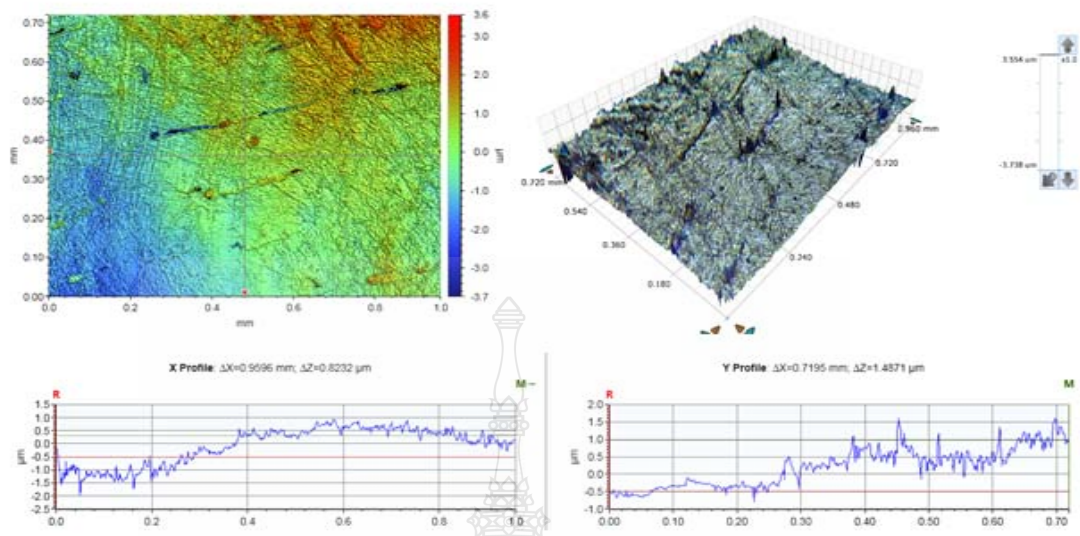 0.70
0.60
0.50
0.40
0.30
0.20
0.10
0.00
mm
0.0 0.2 0.4 0.6 0.8 1.0
mm
3.6
3.0
2.0
1.0
0.0
-1.0
-2.0
-3.0
-3.7
µm
0.720 mm
0.540
0.360
0.180
0.240
0.480
0.720
0.960 mm
3.554 um
x5.0
-3.738 um
X Profile: ΔX=0.9596 mm; ΔZ=0.8232 µm
R M –
1.5
1.0
0.5
0.0
-0.5
-1.0
-1.5
-2.0
-2.5
µm
0.0 0.2 0.4 0.6 0.8 1.0
Y Profile: ΔX=0.7195 mm; ΔZ=1.4871 µm
R M
2.0
1.5
1.0
0.5
0.0
-0.5
-1.0
µm
0.00 0.10 0.20 0.30 0.40 0.50 0.60 0.70